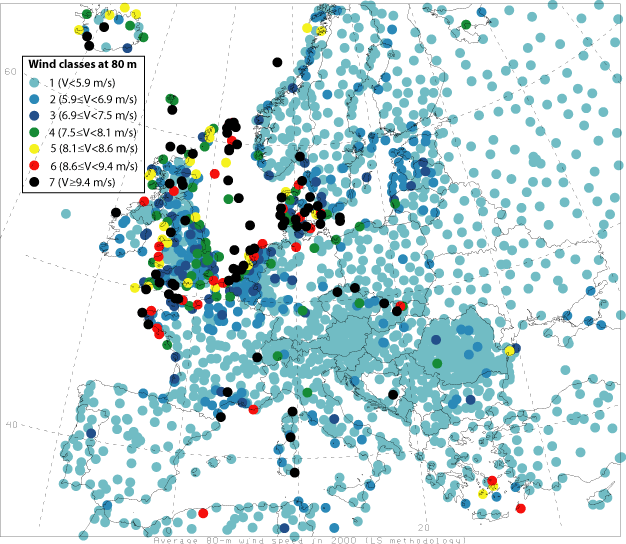 Wind classes at 80 m
1 (V<5.9 m/s)
2 (5.9≤V<6.9 m/s)
3 (6.9≤V<7.5 m/s)
4 (7.5≤V<8.1 m/s)
5 (8.1≤V<8.6 m/s)
6 (8.6≤V<9.4 m/s)
7 (V≥9.4 m/s)
60
40
0
20
Average 80-m wind speed in 2000 (LS methodology)